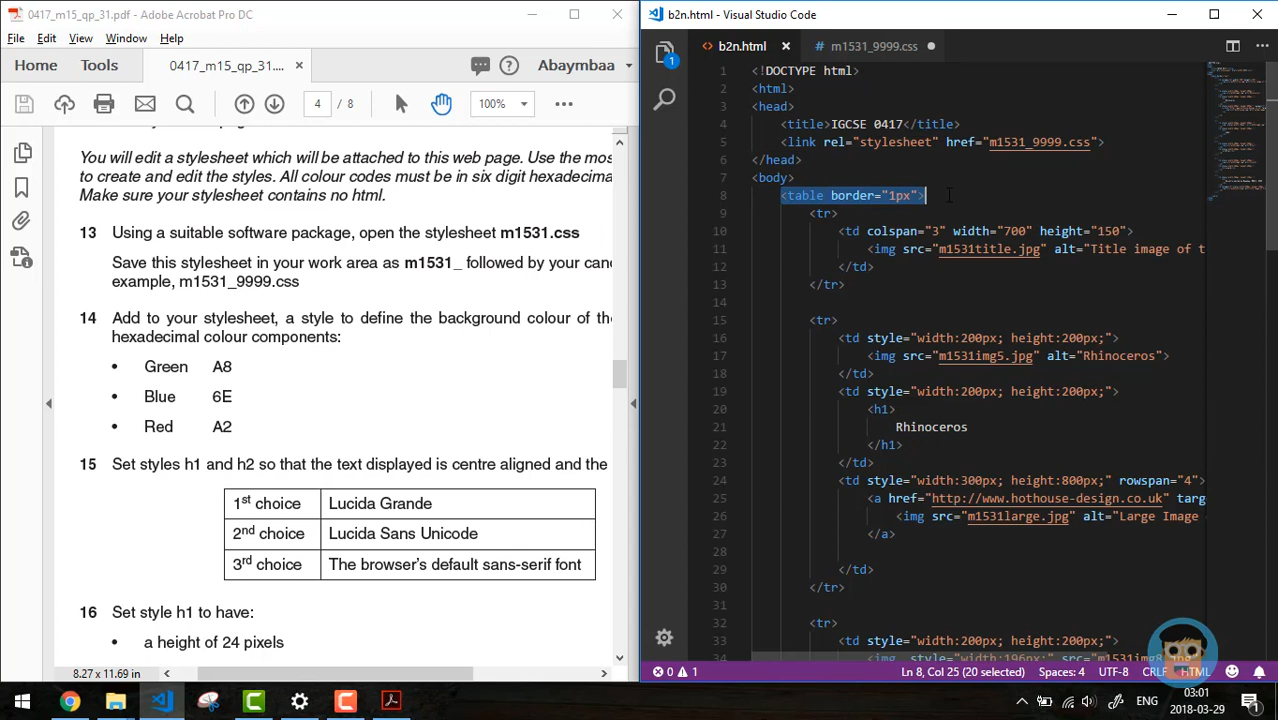 0417_m15_qp_31.pdf - Adobe Acrobat Pro DC
File Edit View Window Help
Home Tools 0417_m15_qp_31.... × Abaymbaa
4 / 8 100%
You will edit a stylesheet which will be attached to this web page. Use the mos
to create and edit the styles. All colour codes must be in six digit hexadecima
Make sure your stylesheet contains no html.
13 Using a suitable software package, open the stylesheet m1531.css
Save this stylesheet in your work area as m1531_ followed by your can
example, m1531_9999.css
14 Add to your stylesheet, a style to define the background colour of the
hexadecimal colour components:
• Green A8
• Blue 6E
• Red A2
15 Set styles h1 and h2 so that the text displayed is centre aligned and the
1st choice Lucida Grande
2nd choice Lucida Sans Unicode
3rd choice The browser's default sans-serif font
16 Set style h1 to have:
• a height of 24 pixels
8.27 x 11.69 in
b2n.html - Visual Studio Code
b2n.html × # m1531_9999.css
1
1 <!DOCTYPE html>
2 <html>
3 <head>
4 <title>IGCSE 0417</title>
5 <link rel="stylesheet" href="m1531_9999.css">
6 </head>
7 <body>
8 <table border="1px">
9 <tr>
10 <td colspan="3" width="700" height="150">
11 <img src="m1531title.jpg" alt="Title image of t
12 </td>
13 </tr>
14
15 <tr>
16 <td style="width:200px; height:200px;">
17 <img src="m1531img5.jpg" alt="Rhinoceros">
18 </td>
19 <td style="width:200px; height:200px;">
20 <h1>
21 Rhinoceros
22 </h1>
23 </td>
24 <td style="width:300px; height:800px;" rowspan="4">
25 <a href="http://www.hothouse-design.co.uk" targ
26 <img src="m1531large.jpg" alt="Large Image
27 </a>
28
29 </td>
30 </tr>
31
32 <tr>
33 <td style="width:200px; height:200px;">
34 <img style="width:196px;" src="m1531img8.jpg"
0 1 Ln 8, Col 25 (20 selected) Spaces: 4 UTF-8 CRLF HTML
ENG 03:01
2018-03-29 1